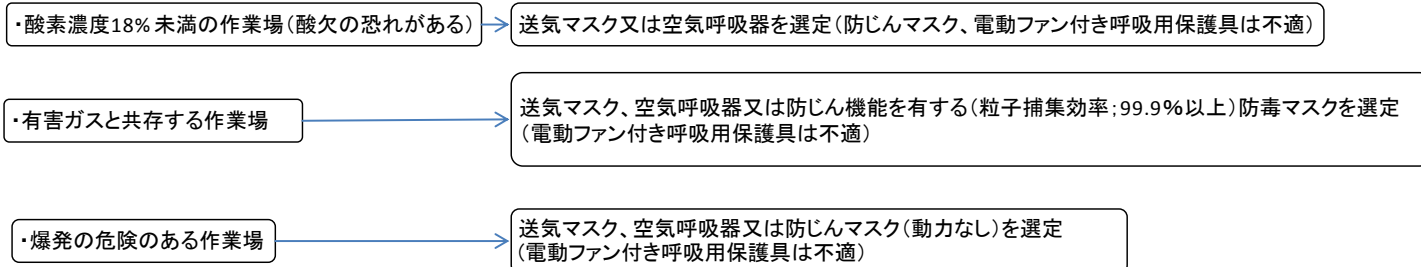 ・酸素濃度18%未満の作業場(酸欠の恐れがある)
送気マスク又は空気呼吸器を選定(防じんマスク、電動ファン付き呼吸用保護具は不適)
・有害ガスと共存する作業場
送気マスク、空気呼吸器又は防じん機能を有する(粒子捕集効率;99.9%以上)防毒マスクを選定
(電動ファン付き呼吸用保護具は不適)
・爆発の危険のある作業場
送気マスク、空気呼吸器又は防じんマスク(動力なし)を選定
(電動ファン付き呼吸用保護具は不適)